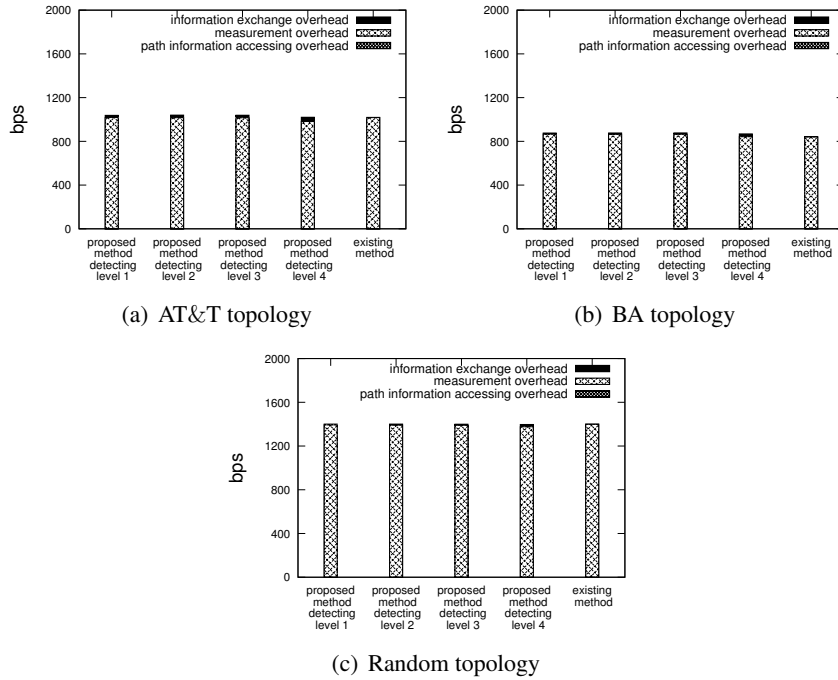 information exchange overhead
measurement overhead
path information accessing overhead
2000
1600
1200
800
400
0
bps
proposed method detecting level 1
proposed method detecting level 2
proposed method detecting level 3
proposed method detecting level 4
existing method
(a) AT&T topology
information exchange overhead
measurement overhead
path information accessing overhead
2000
1600
1200
800
400
0
bps
proposed method detecting level 1
proposed method detecting level 2
proposed method detecting level 3
proposed method detecting level 4
existing method
(b) BA topology
information exchange overhead
measurement overhead
path information accessing overhead
2000
1600
1200
800
400
0
bps
proposed method detecting level 1
proposed method detecting level 2
proposed method detecting level 3
proposed method detecting level 4
existing method
(c) Random topology